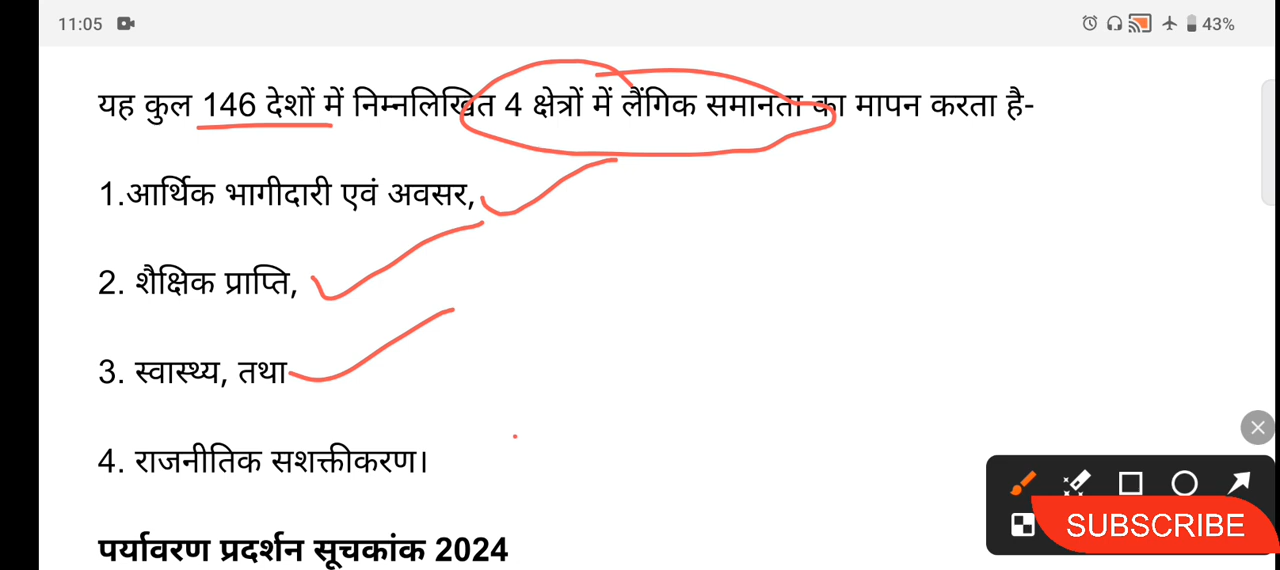 11:05 43%
यह कुल 146 देशों में निम्नलिखित 4 क्षेत्रों में लैंगिक समानता का मापन करता है-
1.आर्थिक भागीदारी एवं अवसर,
2. शैक्षिक प्राप्ति,
3. स्वास्थ्य, तथा
4. राजनीतिक सशक्तीकरण।
पर्यावरण प्रदर्शन सूचकांक 2024
SUBSCRIBE